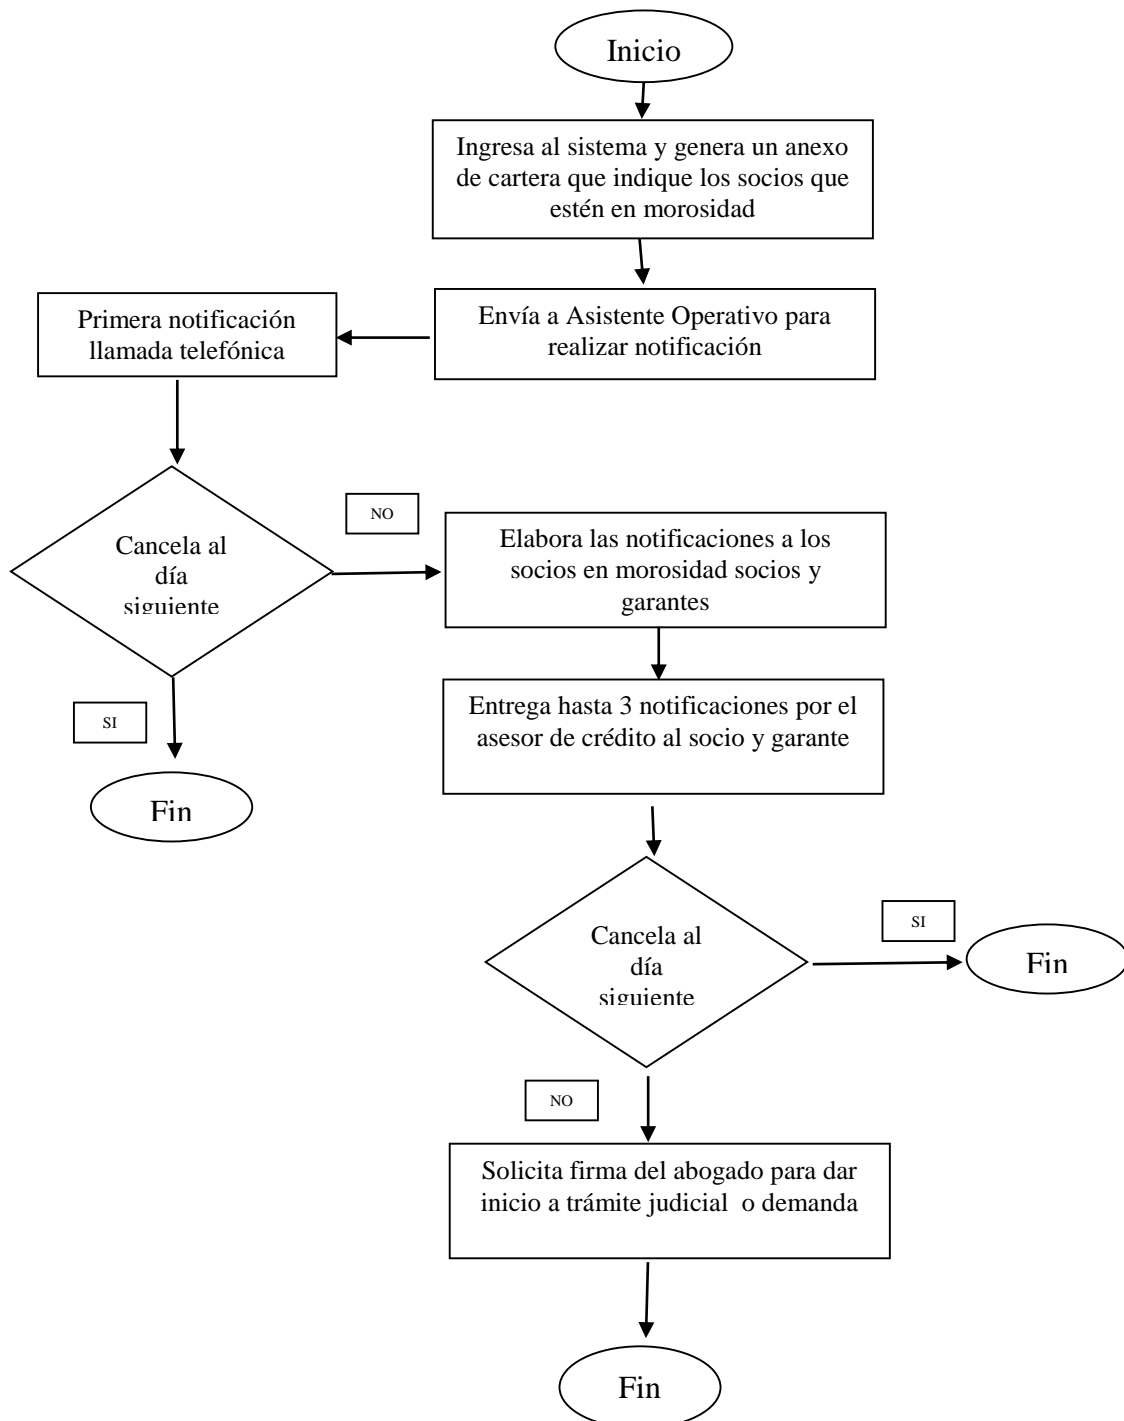 Inicio
Ingresa al sistema y genera un anexo
de cartera que indique los socios que
estén en morosidad
Envía a Asistente Operativo para
realizar notificación
Primera notificación
llamada telefónica
Cancela al
día
siguiente
NO
Elabora las notificaciones a los
socios en morosidad socios y
garantes
SI
Fin
Entrega hasta 3 notificaciones por el
asesor de crédito al socio y garante
Cancela al
día
siguiente
SI
Fin
NO
Solicita firma del abogado para dar
inicio a trámite judicial  o demanda
Fin